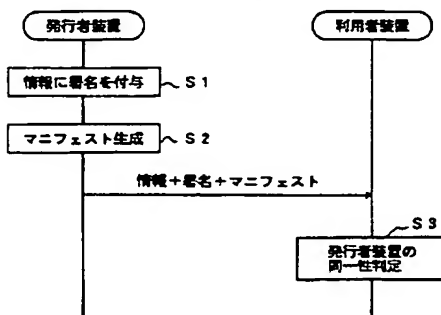 発行者装置
利用者装置
情報に署名を付与
S1
マニフェスト生成
S2
情報+署名+マニフェスト
S3
発行者装置の
同一性判定